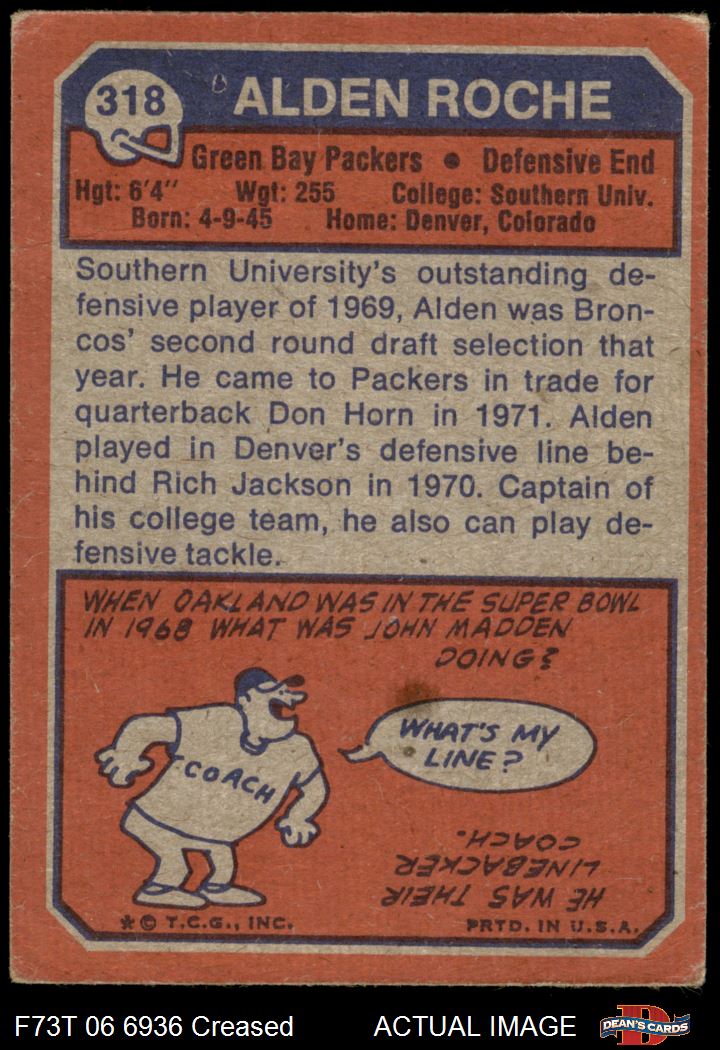 318 ALDEN ROCHE
Green Bay Packers • Defensive End
Hgt: 6'4" Wgt: 255 College: Southern Univ.
Born: 4-9-45 Home: Denver, Colorado
Southern University's outstanding de-
fensive player of 1969, Alden was Bron-
cos' second round draft selection that
year. He came to Packers in trade for
quarterback Don Horn in 1971. Alden
played in Denver's defensive line be-
hind Rich Jackson in 1970. Captain of
his college team, he also can play de-
fensive tackle.
WHEN OAKLAND WAS IN THE SUPER BOWL
IN 1968 WHAT WAS JOHN MADDEN
DOING?
WHAT'S MY
LINE?
COACH
HE WAS THEIR
LINEBACKER
COACH.
* © T.C.G., INC. PRTD. IN U.S.A.
F73T 06 6936 Creased ACTUAL IMAGE
D
DEAN'S CARDS